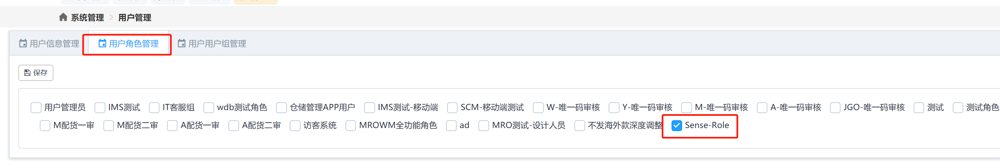 系统管理 > 用户管理
用户信息管理 用户角色管理 用户用户组管理
保存
用户管理员 IMS测试 IT客服组 wdb测试角色 仓储管理APP用户 IMS测试-移动端 SCM-移动端测试 W-唯一码审核 Y-唯一码审核 M-唯一码审核 A-唯一码审核 JGO-唯一码审核 测试 测试角色
M配货一审 M配货二审 A配货一审 A配货二审 访客系统 MROWM全功能角色 ad MRO测试-设计人员 不发海外款深度调整 Sense-Role